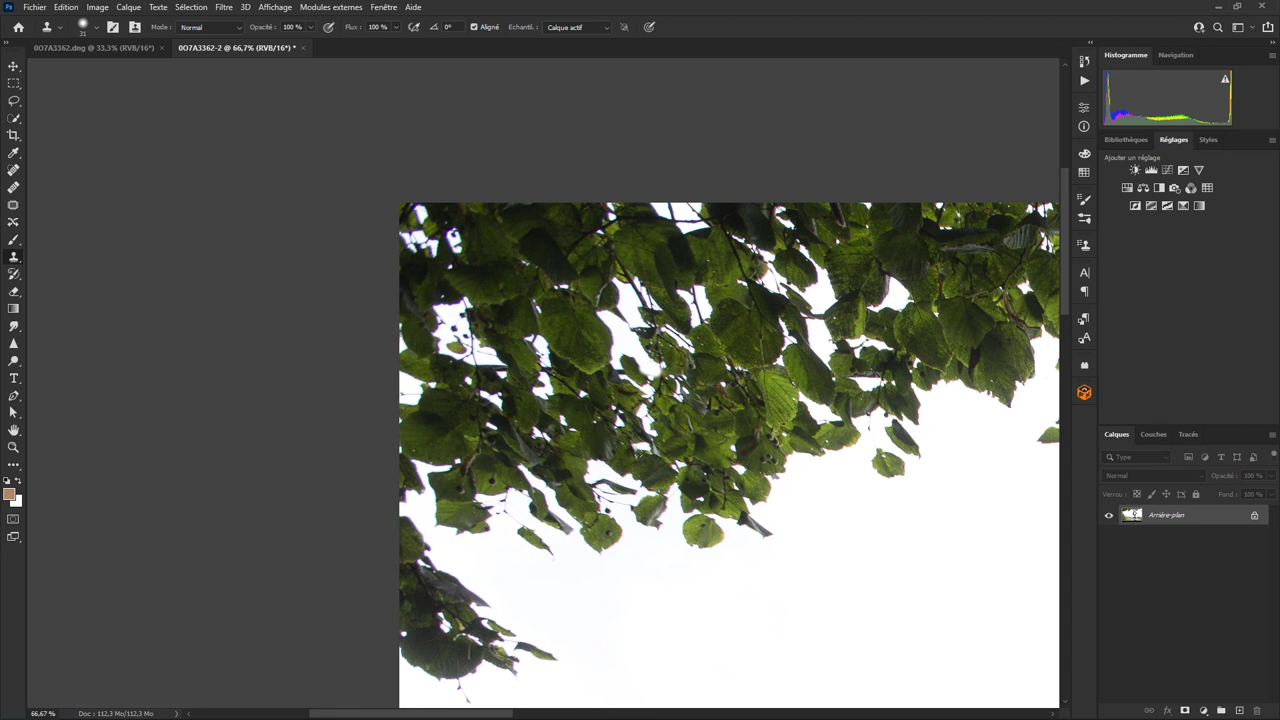 Ps Fichier Edition Image Calque Texte Sélection Filtre 3D Affichage Modules externes Fenêtre Aide
31 Mode : Normal Opacité : 100 % Flux : 100 % 0° Aligné Echantil. : Calque actif
0O7A3362.dng @ 33,3% (RVB/16*) × 0O7A3362-2 @ 66,7% (RVB/16*) * ×
Histogramme Navigation
Bibliothèques Réglages Styles
Ajouter un réglage
Calques Couches Tracés
Type
Normal Opacité : 100 %
Verrou : Fond : 100 %
Arrière-plan
66,67 % Doc : 112,3 Mo/112,3 Mo